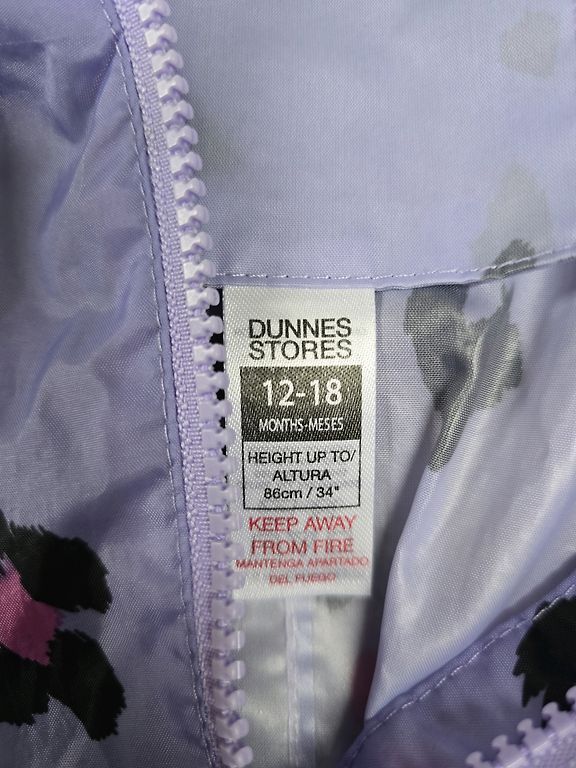 DUNNES
STORES
12-18
MONTHS-MESES
HEIGHT UP TO/
ALTURA
86cm / 34"
KEEP AWAY
FROM FIRE
MANTENGA APARTADO
DEL FUEGO